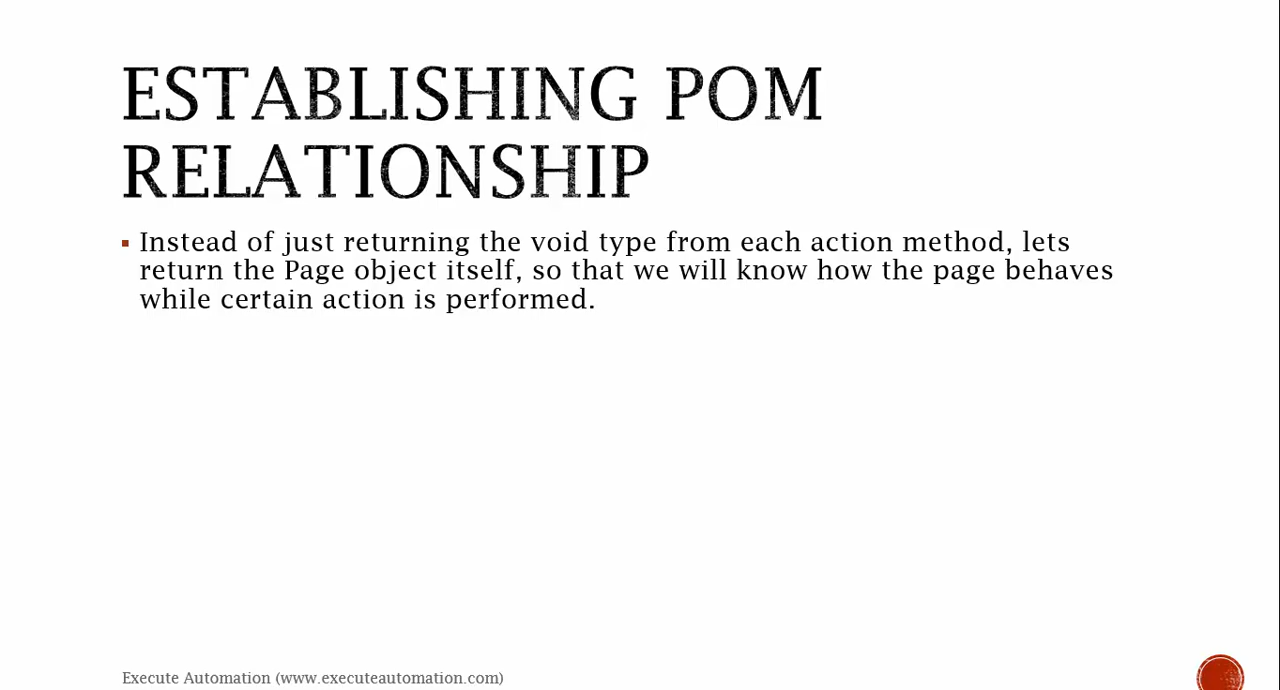 ESTABLISHING POM
RELATIONSHIP
▪ Instead of just returning the void type from each action method, lets
return the Page object itself, so that we will know how the page behaves
while certain action is performed.
Execute Automation (www.executeautomation.com)